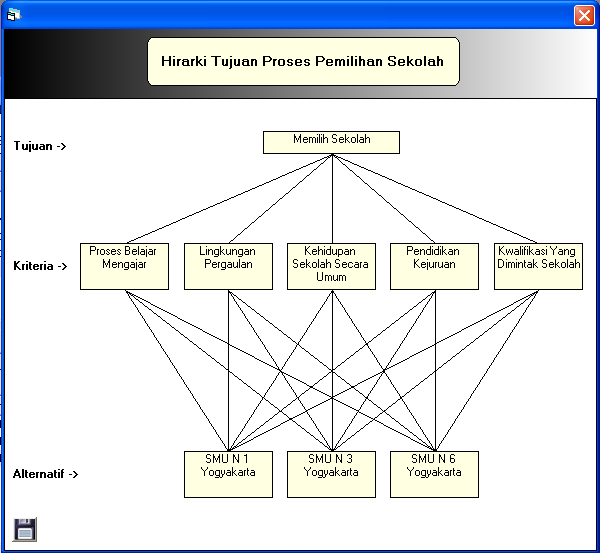 Hirarki Tujuan Proses Pemilihan Sekolah
Tujuan ->
Memilih Sekolah
Kriteria ->
Proses Belajar
Mengajar
Lingkungan
Pergaulan
Kehidupan
Sekolah Secara
Umum
Pendidikan
Kejuruan
Kwalifikasi Yang
Dimintak Sekolah
Alternatif ->
SMU N 1
Yogyakarta
SMU N 3
Yogyakarta
SMU N 6
Yogyakarta